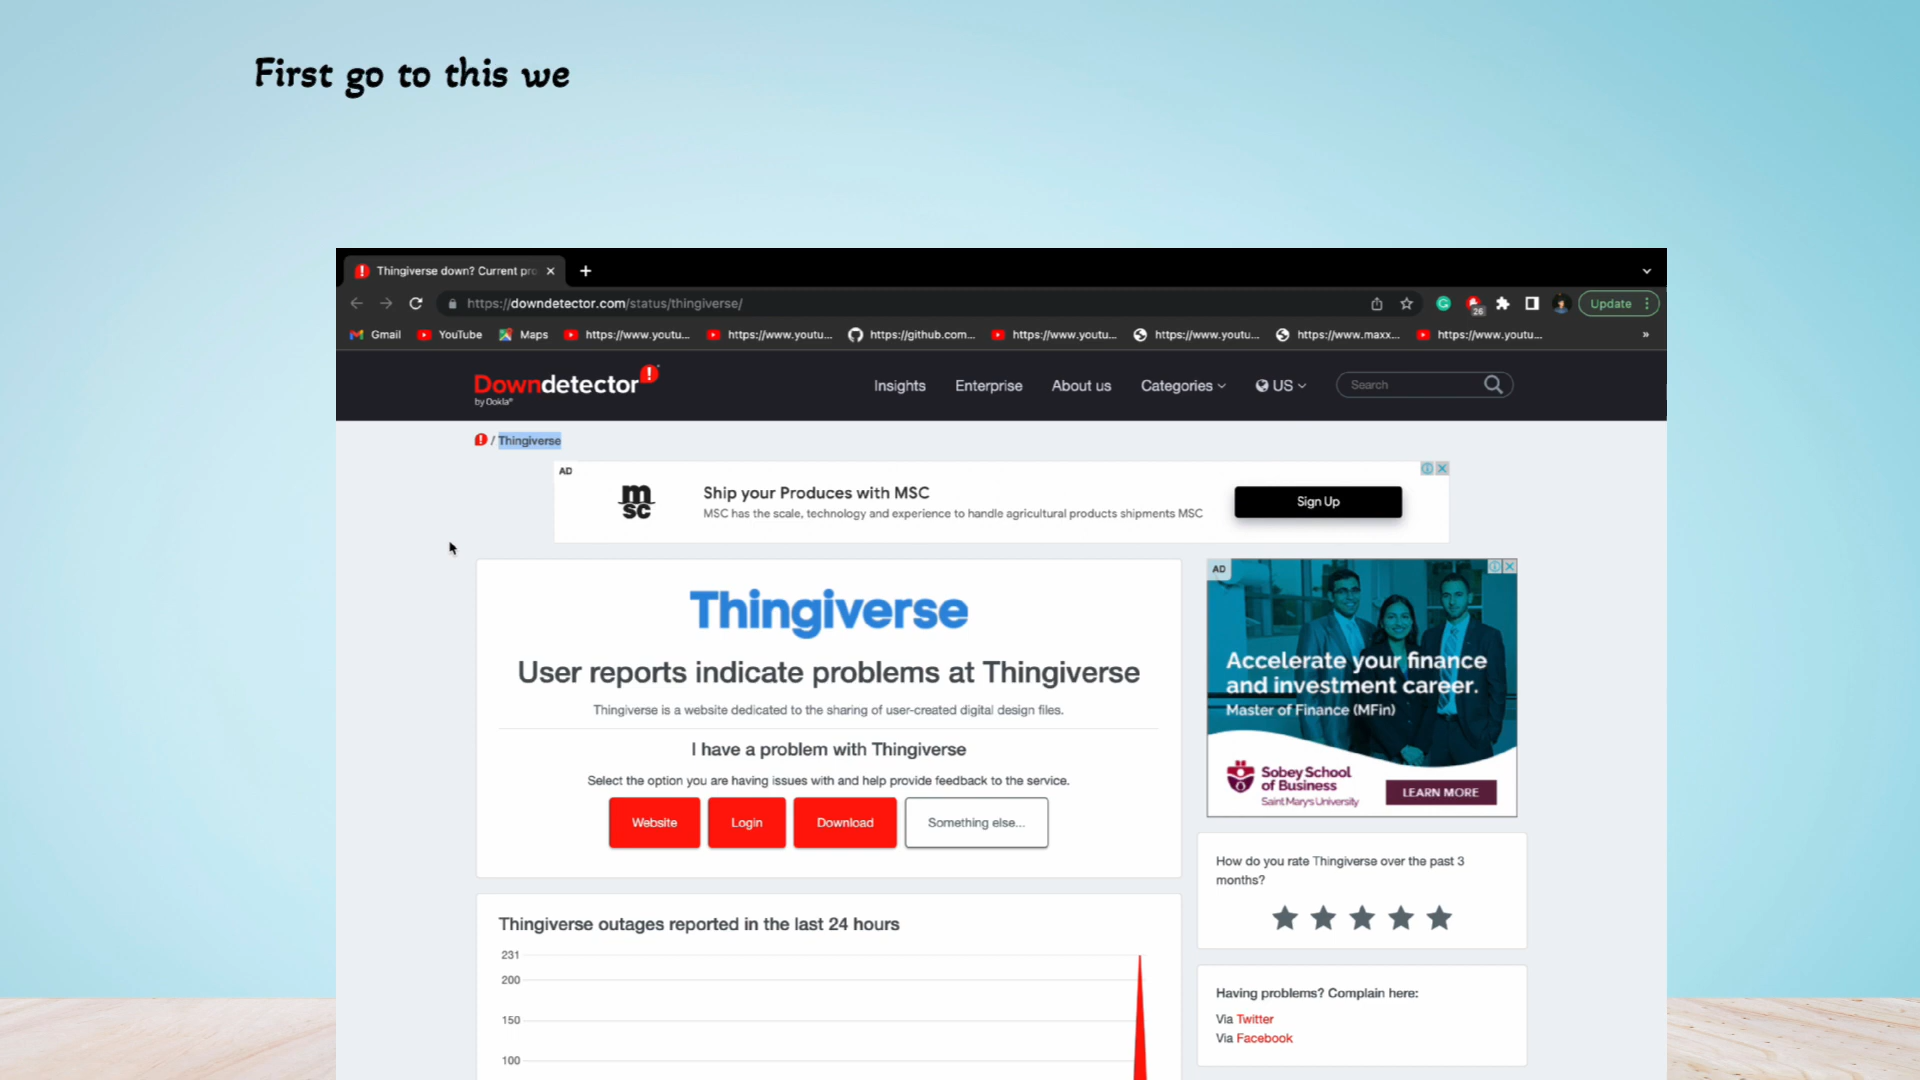 First go to this we
Thingiverse down? Current pro
https://downdetector.com/status/thingiverse/
26
Update
Gmail
YouTube
Maps
https://www.youtu...
https://www.youtu...
https://github.com...
https://www.youtu...
https://www.youtu...
https://www.maxx...
https://www.youtu...
»
Downdetector
by Ookla®
Insights
Enterprise
About us
Categories
US
Search
/ Thingiverse
AD
msc
Ship your Produces with MSC
MSC has the scale, technology and experience to handle agricultural products shipments MSC
Sign Up
Thingiverse
User reports indicate problems at Thingiverse
Thingiverse is a website dedicated to the sharing of user-created digital design files.
I have a problem with Thingiverse
Select the option you are having issues with and help provide feedback to the service.
Website
Login
Download
Something else...
Thingiverse outages reported in the last 24 hours
231
200
150
100
AD
Accelerate your finance
and investment career.
Master of Finance (MFin)
Sobey School
of Business
Saint Mary's University
LEARN MORE
How do you rate Thingiverse over the past 3
months?
Having problems? Complain here:
Via Twitter
Via Facebook